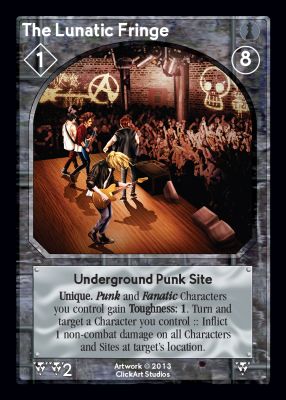 The Lunatic Fringe
1
8
Underground Punk Site
Unique. Punk and Fanatic Characters
you control gain Toughness: 1. Turn and
target a Character you control :: Inflict
1 non-combat damage on all Characters
and Sites at target's location.
2
Artwork © 2013
ClickArt Studios